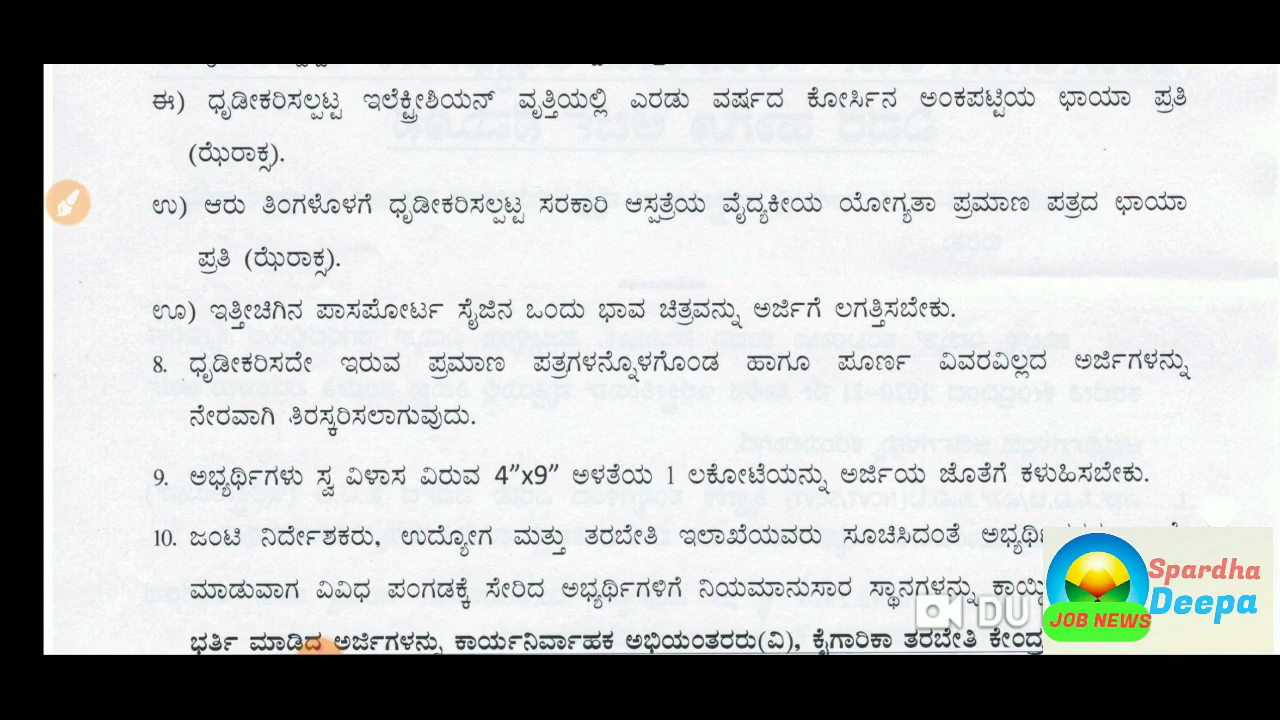 ಈ) ಧೃಡೀಕರಿಸಲ್ಪಟ್ಟ ಇಲೆಕ್ಟ್ರೀಶಿಯನ್ ವೃತ್ತಿಯಲ್ಲಿ ಎರಡು ವರ್ಷದ ಕೋರ್ಸಿನ ಅಂಕಪಟ್ಟಿಯ ಛಾಯಾ ಪ್ರತಿ
(ಝೆರಾಕ್ಸ).
ಉ) ಆರು ತಿಂಗಳೊಳಗೆ ಧೃಡೀಕರಿಸಲ್ಪಟ್ಟ ಸರಕಾರಿ ಆಸ್ಪತ್ರೆಯ ವೈದ್ಯಕೀಯ ಯೋಗ್ಯತಾ ಪ್ರಮಾಣ ಪತ್ರದ ಛಾಯಾ
ಪ್ರತಿ (ಝೆರಾಕ್ಸ).
ಊ) ಇತ್ತೀಚಿಗಿನ ಪಾಸಪೋರ್ಟ ಸೈಜಿನ ಒಂದು ಭಾವ ಚಿತ್ರವನ್ನು ಅರ್ಜಿಗೆ ಲಗತ್ತಿಸಬೇಕು.
8. ಧೃಡೀಕರಿಸದೇ ಇರುವ ಪ್ರಮಾಣ ಪತ್ರಗಳನ್ನೊಳಗೊಂಡ ಹಾಗೂ ಪೂರ್ಣ ವಿವರವಿಲ್ಲದ ಅರ್ಜಿಗಳನ್ನು
ನೇರವಾಗಿ ತಿರಸ್ಕರಿಸಲಾಗುವುದು.
9. ಅಭ್ಯರ್ಥಿಗಳು ಸ್ವ ವಿಳಾಸ ವಿರುವ 4”x9” ಅಳತೆಯ 1 ಲಕೋಟೆಯನ್ನು ಅರ್ಜಿಯ ಜೊತೆಗೆ ಕಳುಹಿಸಬೇಕು.
10. ಜಂಟಿ ನಿರ್ದೇಶಕರು, ಉದ್ಯೋಗ ಮತ್ತು ತರಬೇತಿ ಇಲಾಖೆಯವರು ಸೂಚಿಸಿದಂತೆ
ಮಾಡುವಾಗ ವಿವಿಧ ಪಂಗಡಕ್ಕೆ ಸೇರಿದ ಅಭ್ಯರ್ಥಿಗಳಿಗೆ ನಿಯಮಾನುಸಾರ ಸ್ಥಾನಗಳನ್ನು
ಭರ್ತಿ ಮಾಡಿದ ಅರ್ಜಿಗಳನ್ನು ಕಾರ್ಯನಿರ್ವಾಹಕ ಅಭಿಯಂತರರು(ವಿ), ಕೈಗಾರಿಕಾ ತರಬೇತಿ ಕೇಂದ್ರ
DU
Spardha
Deepa
JOB NEWS